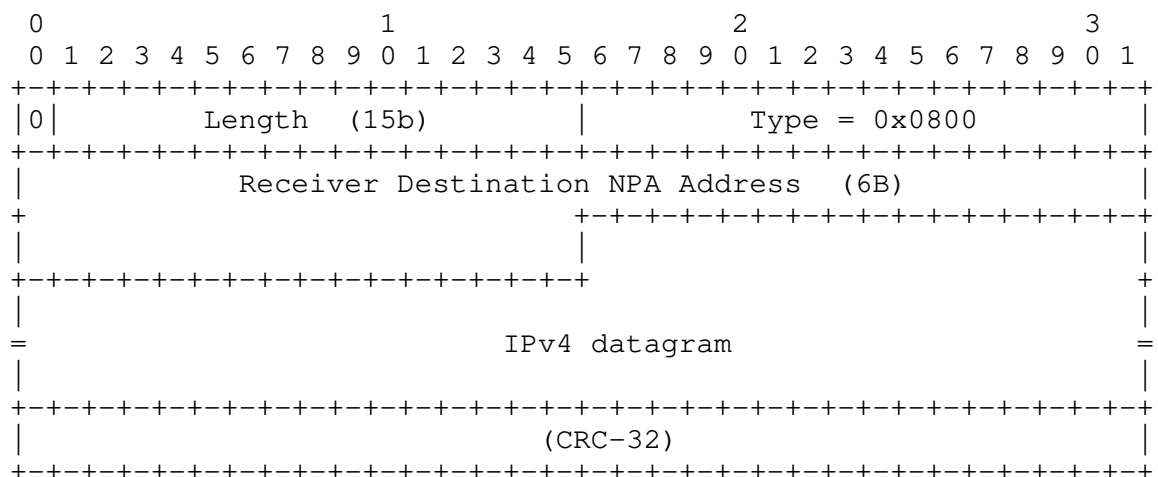 0                   1                   2                   3
 0 1 2 3 4 5 6 7 8 9 0 1 2 3 4 5 6 7 8 9 0 1 2 3 4 5 6 7 8 9 0 1
+-+-+-+-+-+-+-+-+-+-+-+-+-+-+-+-+-+-+-+-+-+-+-+-+-+-+-+-+-+-+-+-+
|0|        Length  (15b)        |         Type = 0x0800         |
+-+-+-+-+-+-+-+-+-+-+-+-+-+-+-+-+-+-+-+-+-+-+-+-+-+-+-+-+-+-+-+-+
|            Receiver Destination NPA Address  (6B)             |
+                               +-+-+-+-+-+-+-+-+-+-+-+-+-+-+-+-+
|                               |                               |
+-+-+-+-+-+-+-+-+-+-+-+-+-+-+-+-+                               +
|                                                               |
=                           IPv4 datagram                       =
|                                                               |
+-+-+-+-+-+-+-+-+-+-+-+-+-+-+-+-+-+-+-+-+-+-+-+-+-+-+-+-+-+-+-+-+
|                             (CRC-32)                          |
+-+-+-+-+-+-+-+-+-+-+-+-+-+-+-+-+-+-+-+-+-+-+-+-+-+-+-+-+-+-+-+-+